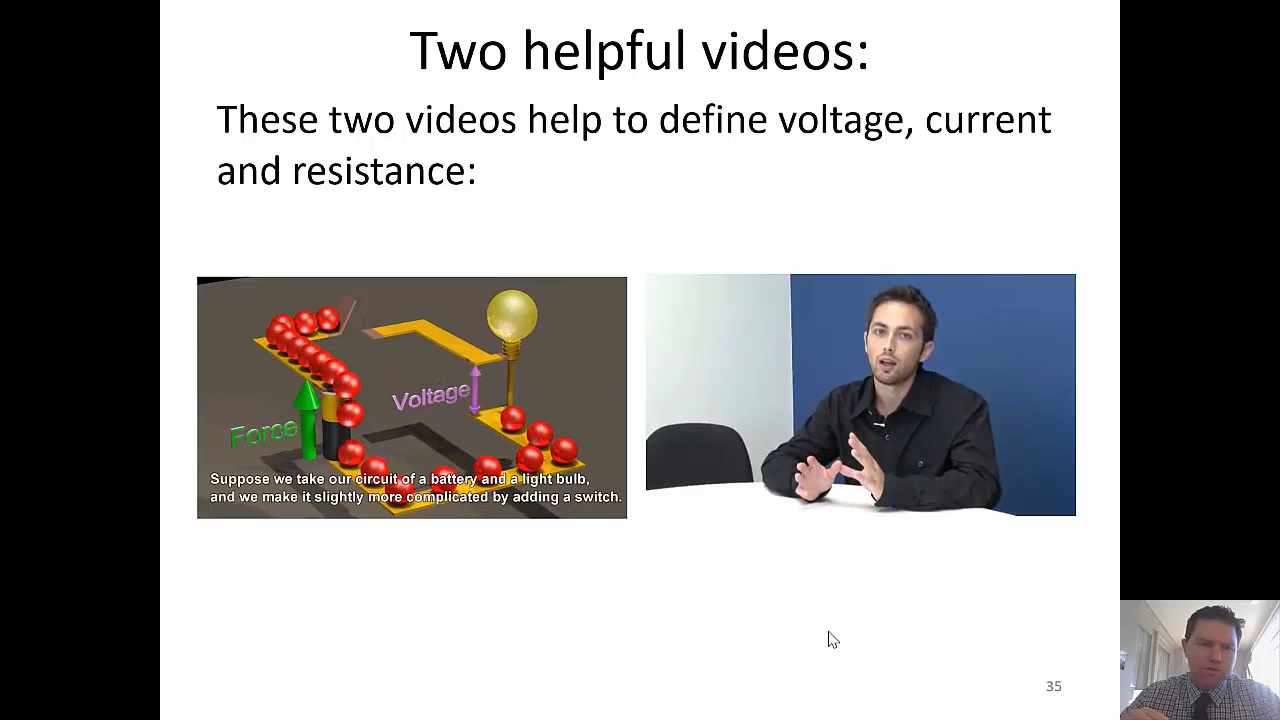 Two helpful videos:
These two videos help to define voltage, current
and resistance:
Voltage
Force
Suppose we take our circuit of a battery and a light bulb,
and we make it slightly more complicated by adding a switch.
35